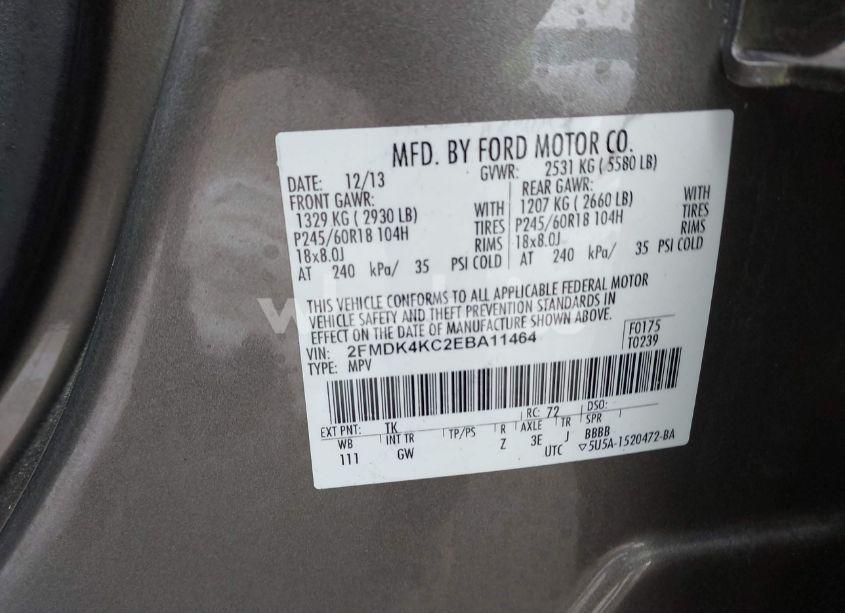 MFD. BY FORD MOTOR CO.
DATE: 12/13 GVWR: 2531 KG ( 5580 LB)
FRONT GAWR: REAR GAWR:
1329 KG ( 2930 LB) WITH 1207 KG ( 2660 LB) WITH
P245/60R18 104H TIRES P245/60R18 104H TIRES
18x8.0J RIMS 18x8.0J RIMS
AT 240 kPa/ 35 PSI COLD AT 240 kPa/ 35 PSI COLD
THIS VEHICLE CONFORMS TO ALL APPLICABLE FEDERAL MOTOR
VEHICLE SAFETY AND THEFT PREVENTION STANDARDS IN
EFFECT ON THE DATE OF MANUFACTURE SHOWN ABOVE.
VIN: 2FMDK4KC2EBA11464 F0175
TYPE: MPV T0239
EXT PNT: TK RC: 72 DSO:
WB INT TR TP/PS R AXLE TR SPR
111 GW Z 3E J BBBB
UTC ▽5U5A-1520472-BA